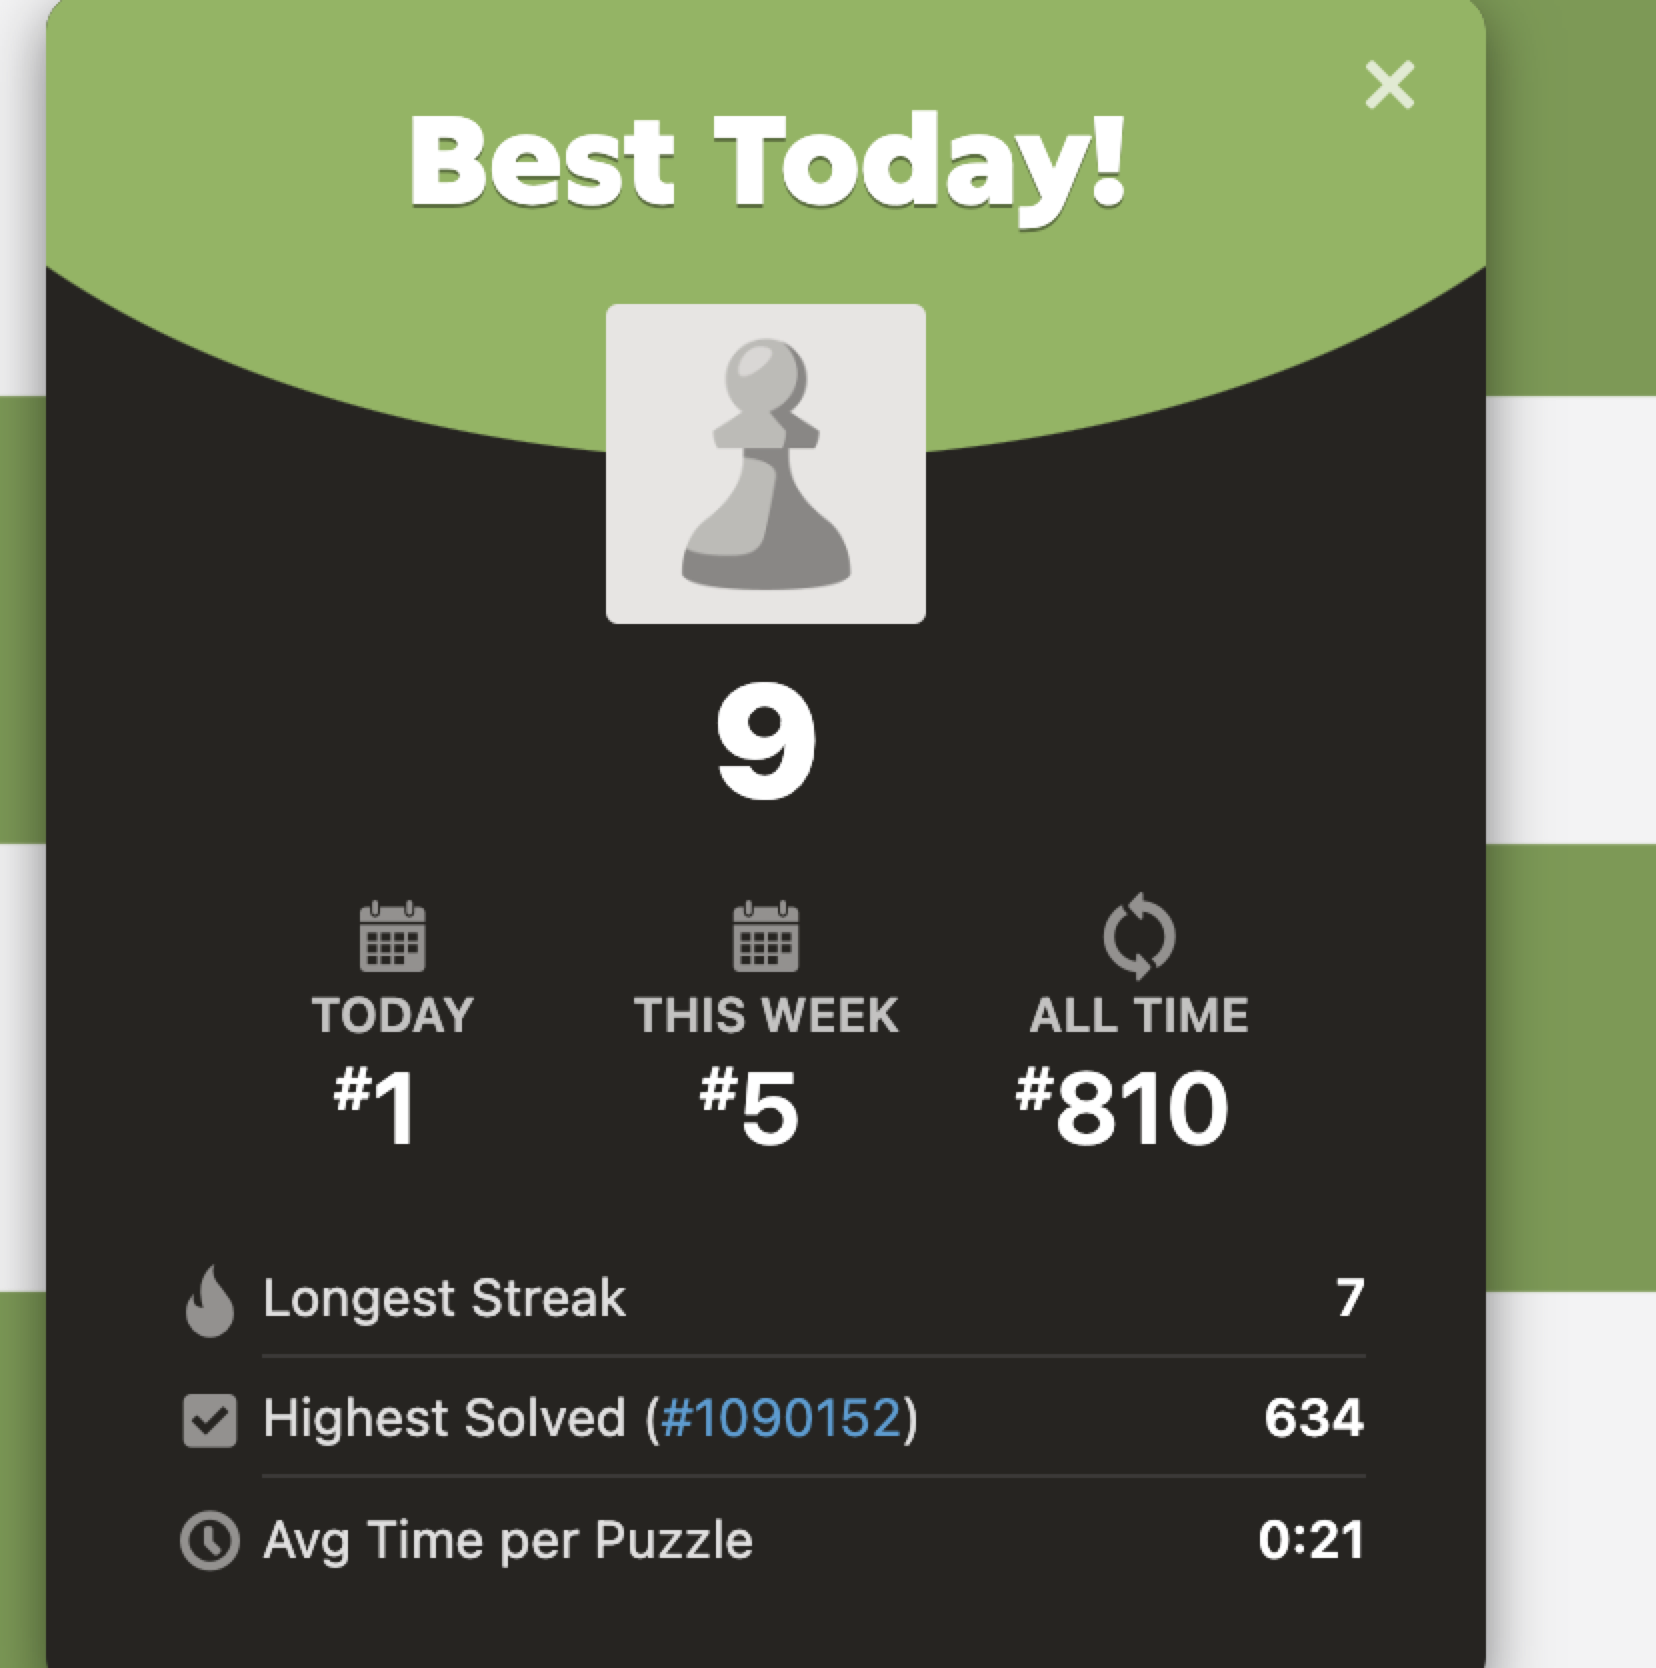 Best Today!
9
TODAY
#1
THIS WEEK
#5
ALL TIME
#810
Longest Streak 7
Highest Solved (#1090152) 634
Avg Time per Puzzle 0:21